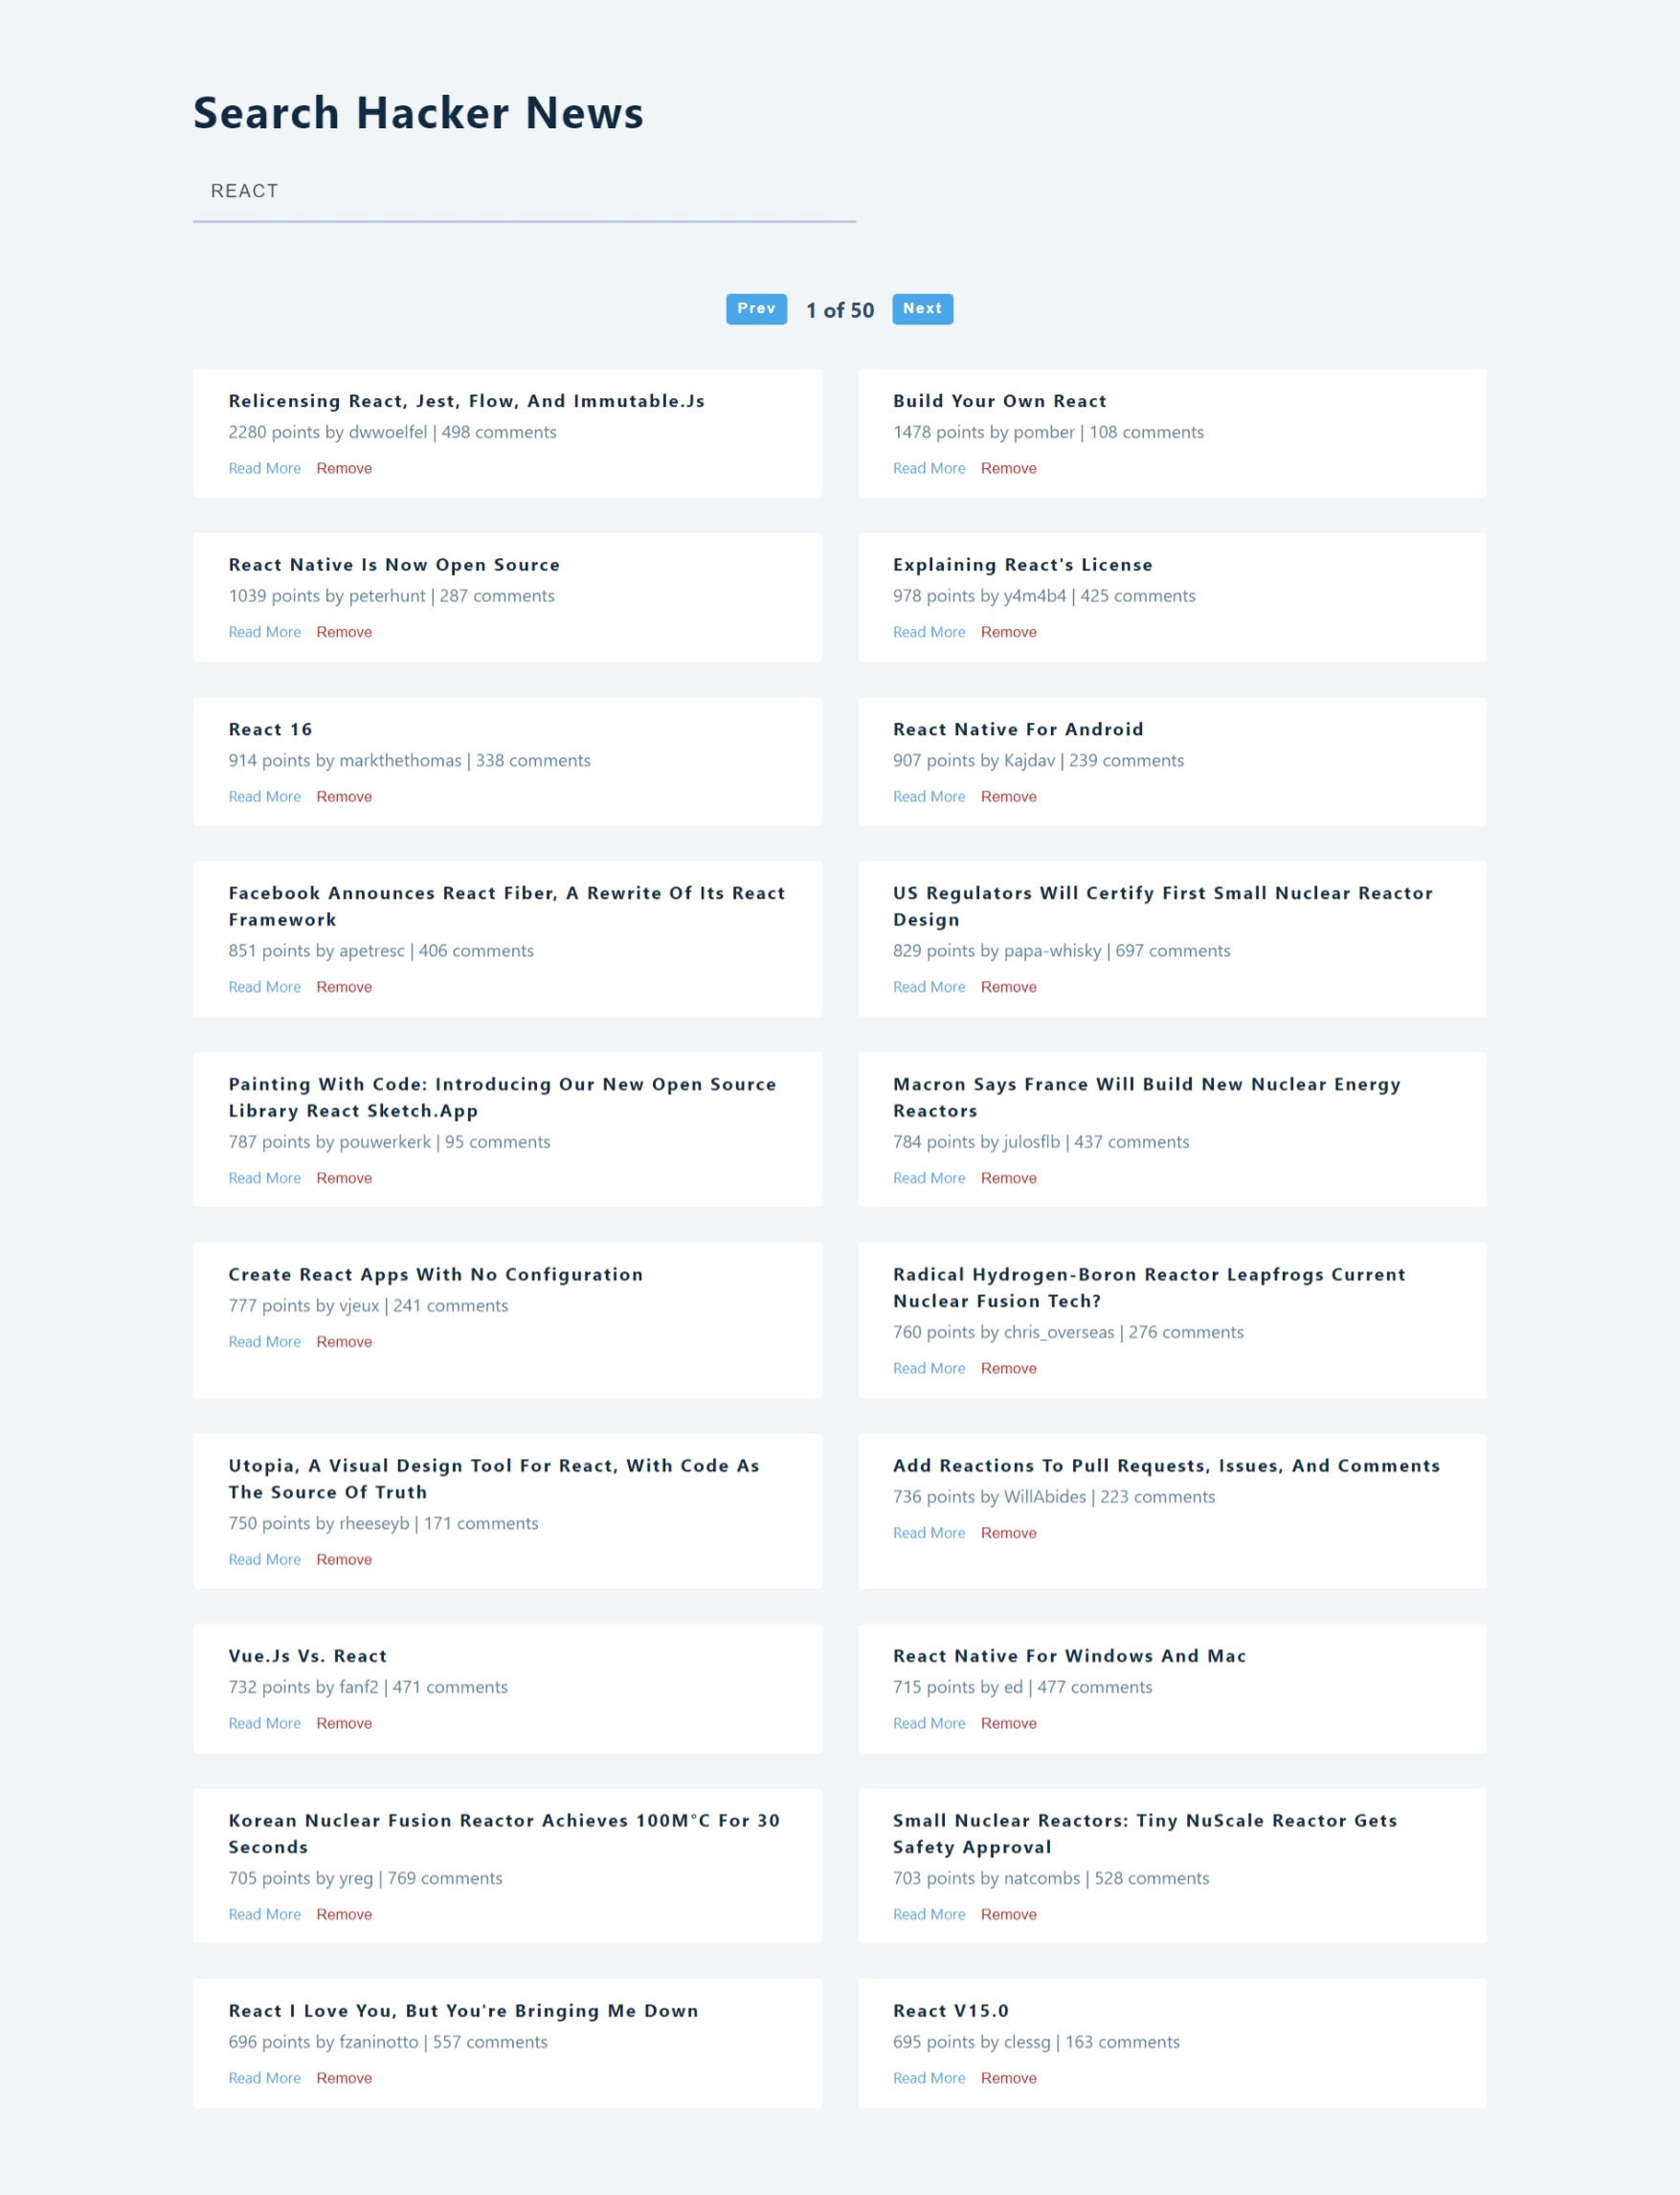 Search Hacker News
REACT
Prev 1 of 50 Next
Relicensing React, Jest, Flow, And Immutable.Js
2280 points by dwwoelfel | 498 comments
Read More Remove
Build Your Own React
1478 points by pomber | 108 comments
Read More Remove
React Native Is Now Open Source
1039 points by peterhunt | 287 comments
Read More Remove
Explaining React's License
978 points by y4m4b4 | 425 comments
Read More Remove
React 16
914 points by markthethomas | 338 comments
Read More Remove
React Native For Android
907 points by Kajdav | 239 comments
Read More Remove
Facebook Announces React Fiber, A Rewrite Of Its React
Framework
851 points by apetresc | 406 comments
Read More Remove
US Regulators Will Certify First Small Nuclear Reactor
Design
829 points by papa-whisky | 697 comments
Read More Remove
Painting With Code: Introducing Our New Open Source
Library React Sketch.App
787 points by pouwerkerk | 95 comments
Read More Remove
Macron Says France Will Build New Nuclear Energy
Reactors
784 points by julosflb | 437 comments
Read More Remove
Create React Apps With No Configuration
777 points by vjeux | 241 comments
Read More Remove
Radical Hydrogen-Boron Reactor Leapfrogs Current
Nuclear Fusion Tech?
760 points by chris_overseas | 276 comments
Read More Remove
Utopia, A Visual Design Tool For React, With Code As
The Source Of Truth
750 points by rheeseyb | 171 comments
Read More Remove
Add Reactions To Pull Requests, Issues, And Comments
736 points by WillAbides | 223 comments
Read More Remove
Vue.Js Vs. React
732 points by fanf2 | 471 comments
Read More Remove
React Native For Windows And Mac
715 points by ed | 477 comments
Read More Remove
Korean Nuclear Fusion Reactor Achieves 100M°C For 30
Seconds
705 points by yreg | 769 comments
Read More Remove
Small Nuclear Reactors: Tiny NuScale Reactor Gets
Safety Approval
703 points by natcombs | 528 comments
Read More Remove
React I Love You, But You're Bringing Me Down
696 points by fzaninotto | 557 comments
Read More Remove
React V15.0
695 points by clessg | 163 comments
Read More Remove